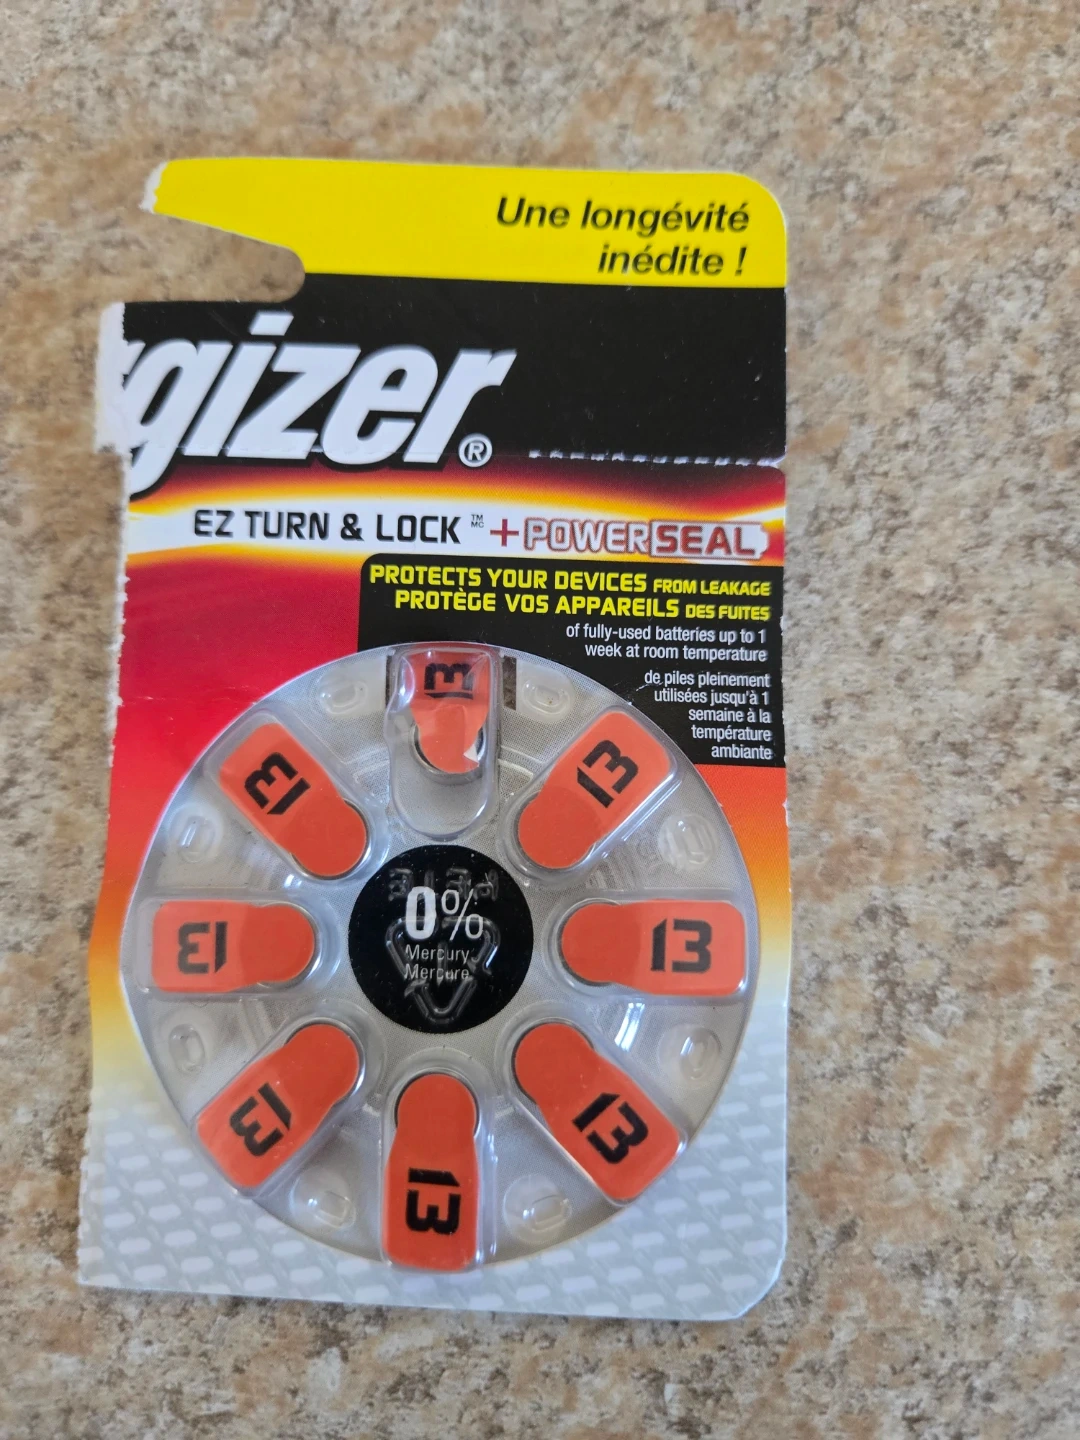 Une longévité
inédite !
gizer®
EZ TURN & LOCK ™ MC + POWERSEAL
PROTECTS YOUR DEVICES FROM LEAKAGE
PROTÈGE VOS APPAREILS DES FUITES
of fully-used batteries up to 1
week at room temperature
de piles pleinement
utilisées jusqu'à 1
semaine à la
température
ambiante
13
13
13
13
13
13
13
13
0%
Mercury
Mercure